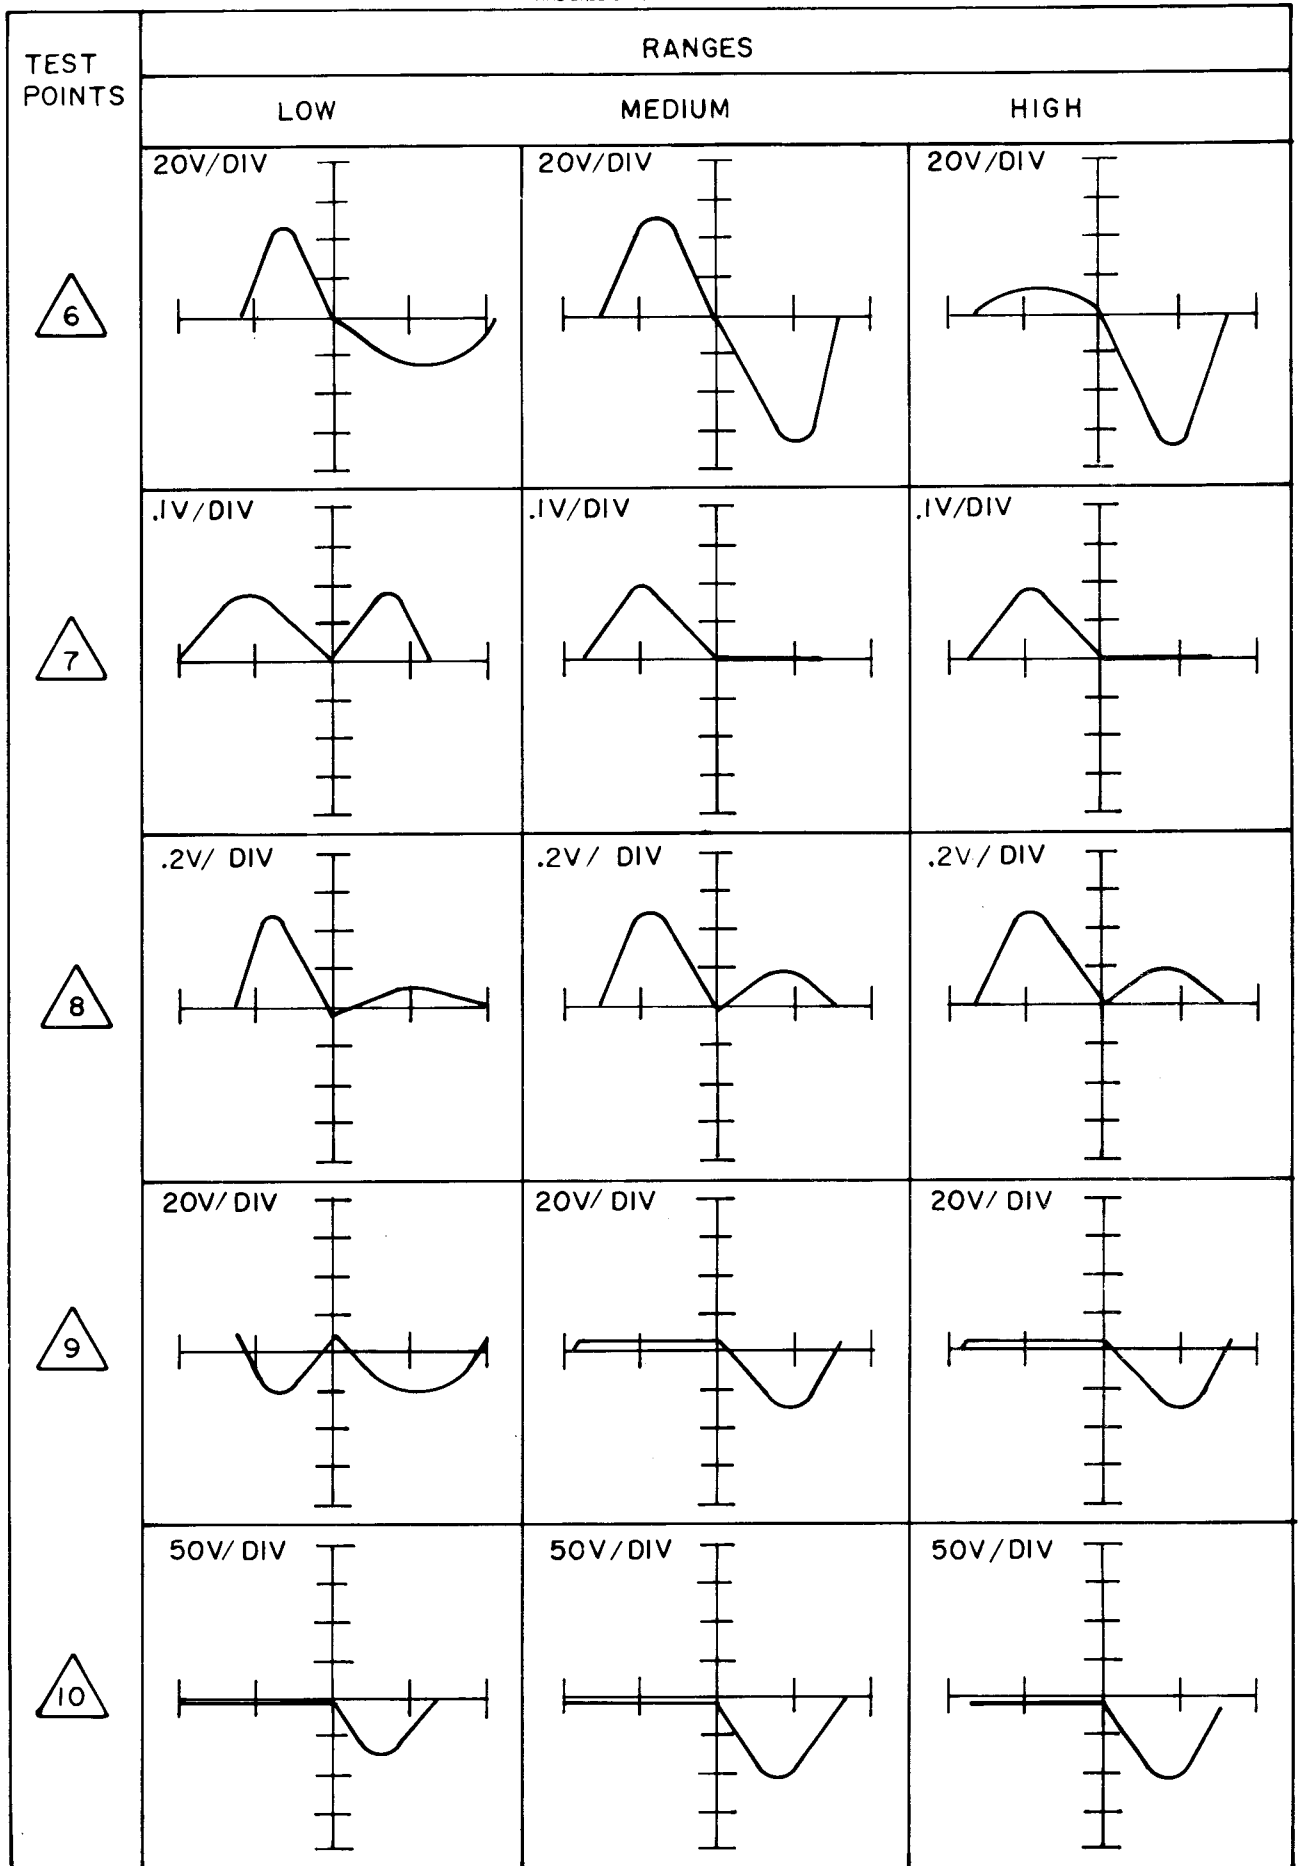 TEST
POINTS
RANGES
LOW
MEDIUM
HIGH
20V/DIV
20V/DIV
20V/DIV
6
.1V/DIV
.1V/DIV
.1V/DIV
7
.2V/ DIV
.2V/ DIV
.2V/ DIV
8
20V/ DIV
20V/ DIV
20V/ DIV
9
50V/ DIV
50V/ DIV
50V/ DIV
10